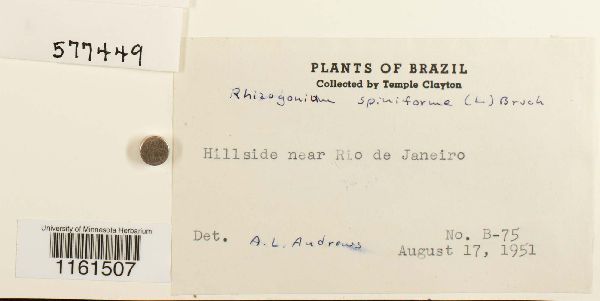 577449
PLANTS OF BRAZIL
Collected by Temple Clayton
Rhizogonium spiniforme (L) Bruch
Hillside near Rio de Janeiro
Det. A.L. Andrews
No. B-75
August 17, 1951
University of Minnesota Herbarium
1161507